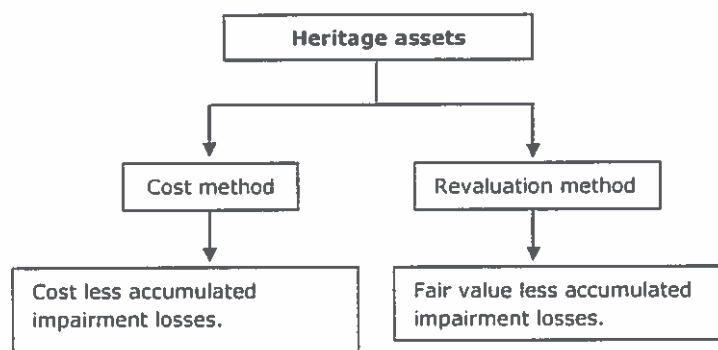 Heritage assets
Cost method
Revaluation method
Cost less accumulated
impairment losses.
Fair value less accumulated
impairment losses.